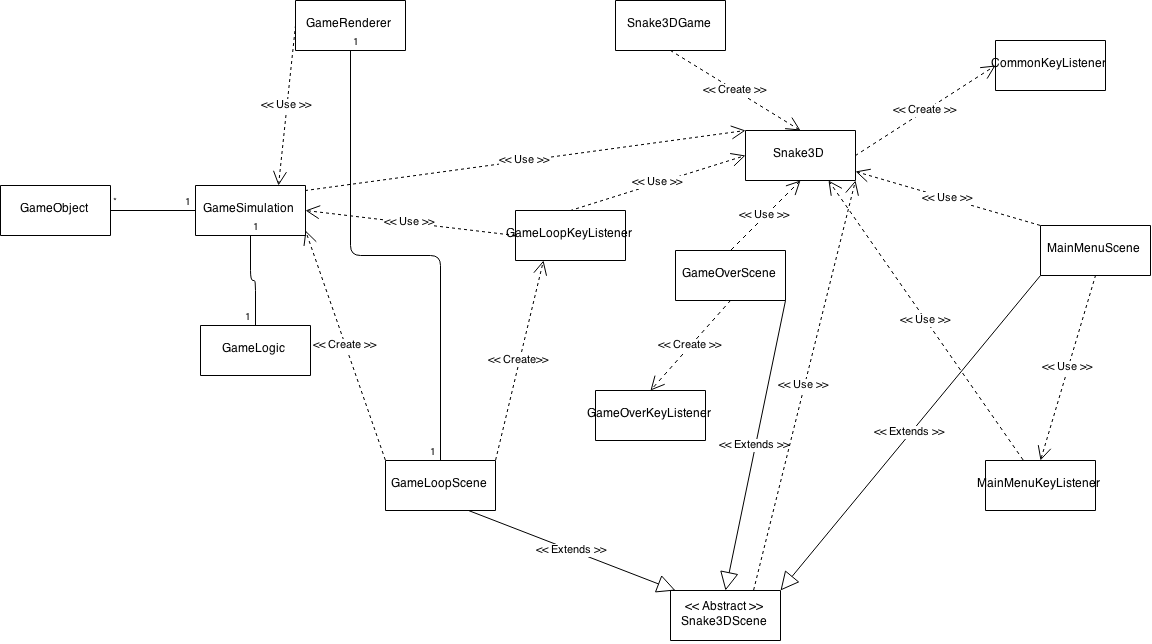 GameRenderer
1
Snake3DGame
CommonKeyListener
<< Create >>
<< Use >>
<< Create >>
Snake3D
<< Use >>
<< Use >>
GameObject
*
1
GameSimulation
1
<< Use >>
GameLoopKeyListener
<< Use >>
<< Use >>
MainMenuScene
GameOverScene
1
GameLogic
<< Create >>
<< Create>>
<< Create >>
<< Use >>
<< Use >>
<< Use >>
GameOverKeyListener
<< Extends >>
<< Extends >>
1
GameLoopScene
MainMenuKeyListener
<< Extends >>
<< Abstract >>
Snake3DScene